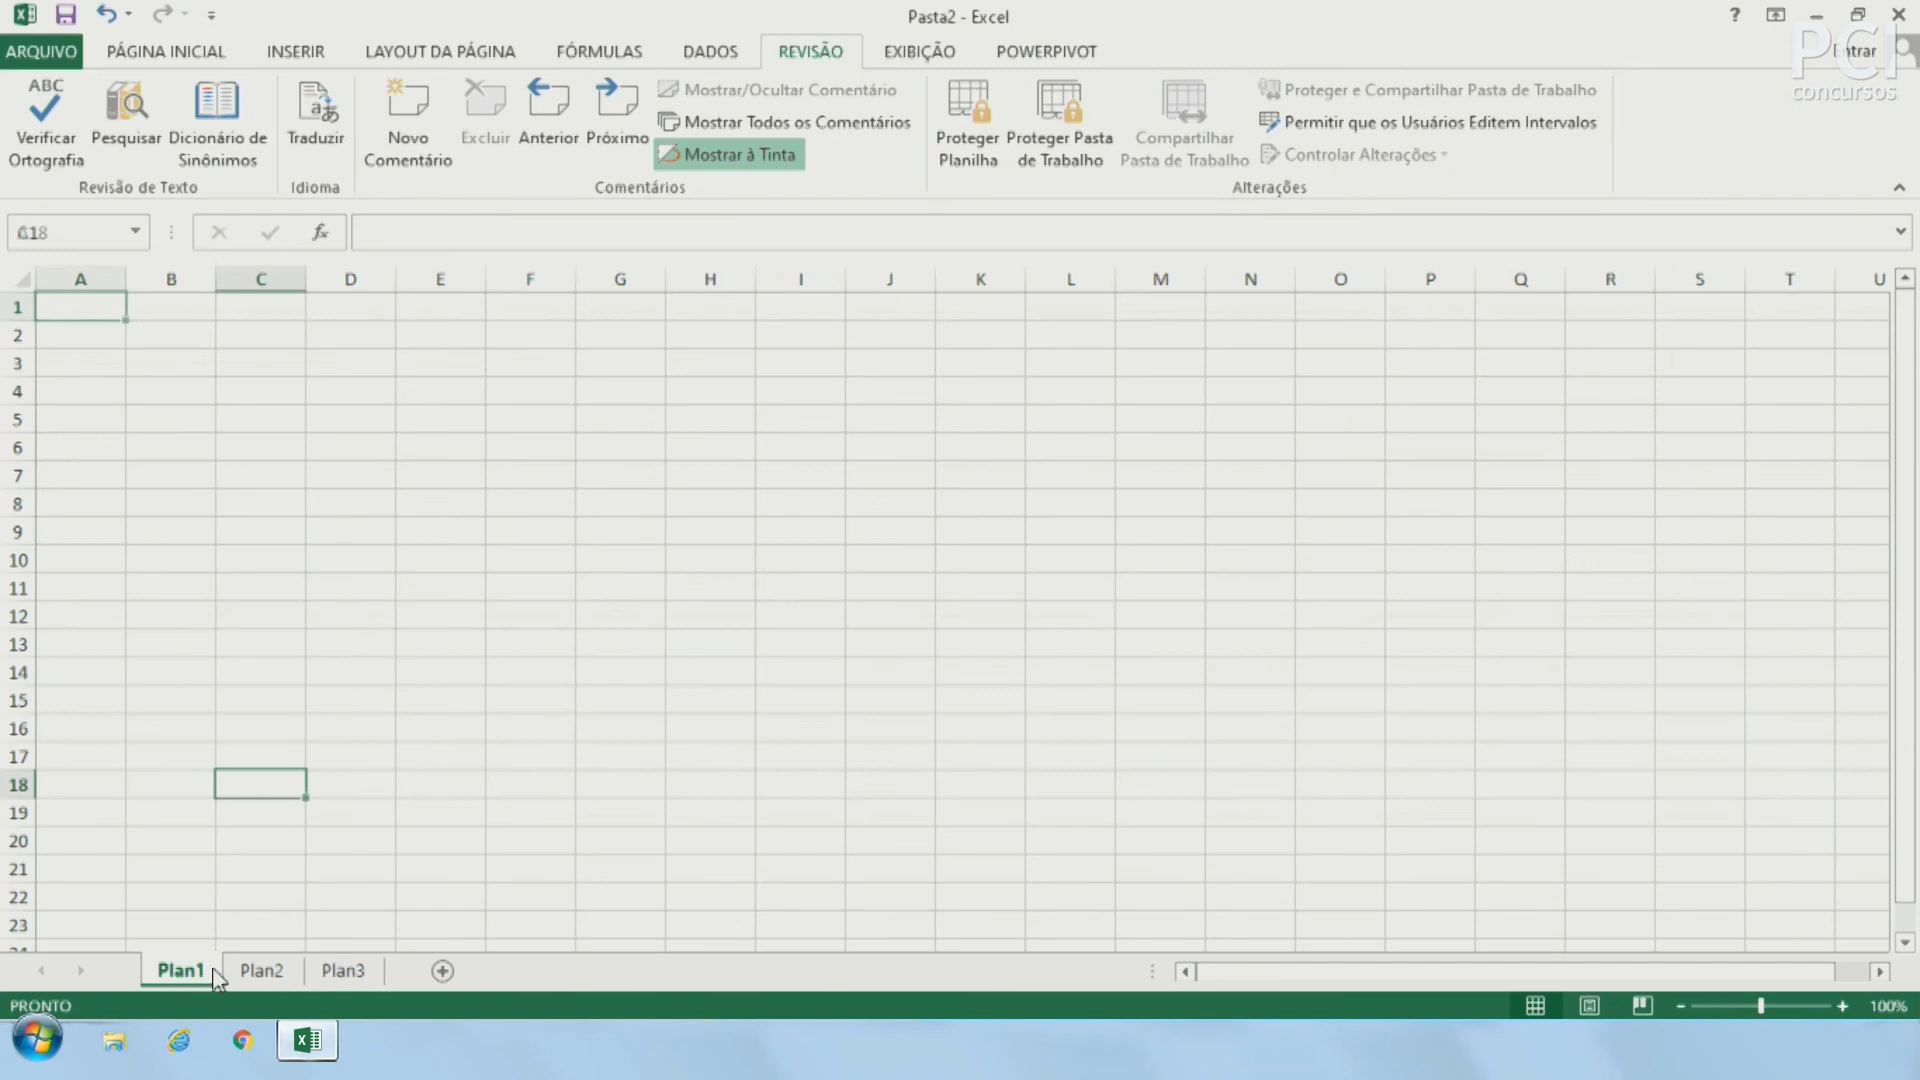 Pasta2 - Excel
?
PCI
concursos
ARQUIVO PÁGINA INICIAL INSERIR LAYOUT DA PÁGINA FÓRMULAS DADOS REVISÃO EXIBIÇÃO POWERPIVOT Entrar
ABC
Verificar
Ortografia
Pesquisar
Dicionário de
Sinônimos
Revisão de Texto
Traduzir
Idioma
Novo
Comentário
Excluir
Anterior
Próximo
Mostrar/Ocultar Comentário
Mostrar Todos os Comentários
Mostrar à Tinta
Comentários
Proteger
Planilha
Proteger Pasta
de Trabalho
Compartilhar
Pasta de Trabalho
Proteger e Compartilhar Pasta de Trabalho
Permitir que os Usuários Editem Intervalos
Controlar Alterações
Alterações
fx
A B C D E F G H I J K L M N O P Q R S T U
1
2
3
4
5
6
7
8
9
10
11
12
13
14
15
16
17
18
19
20
21
22
23
Plan1 Plan2 Plan3
PRONTO
100%